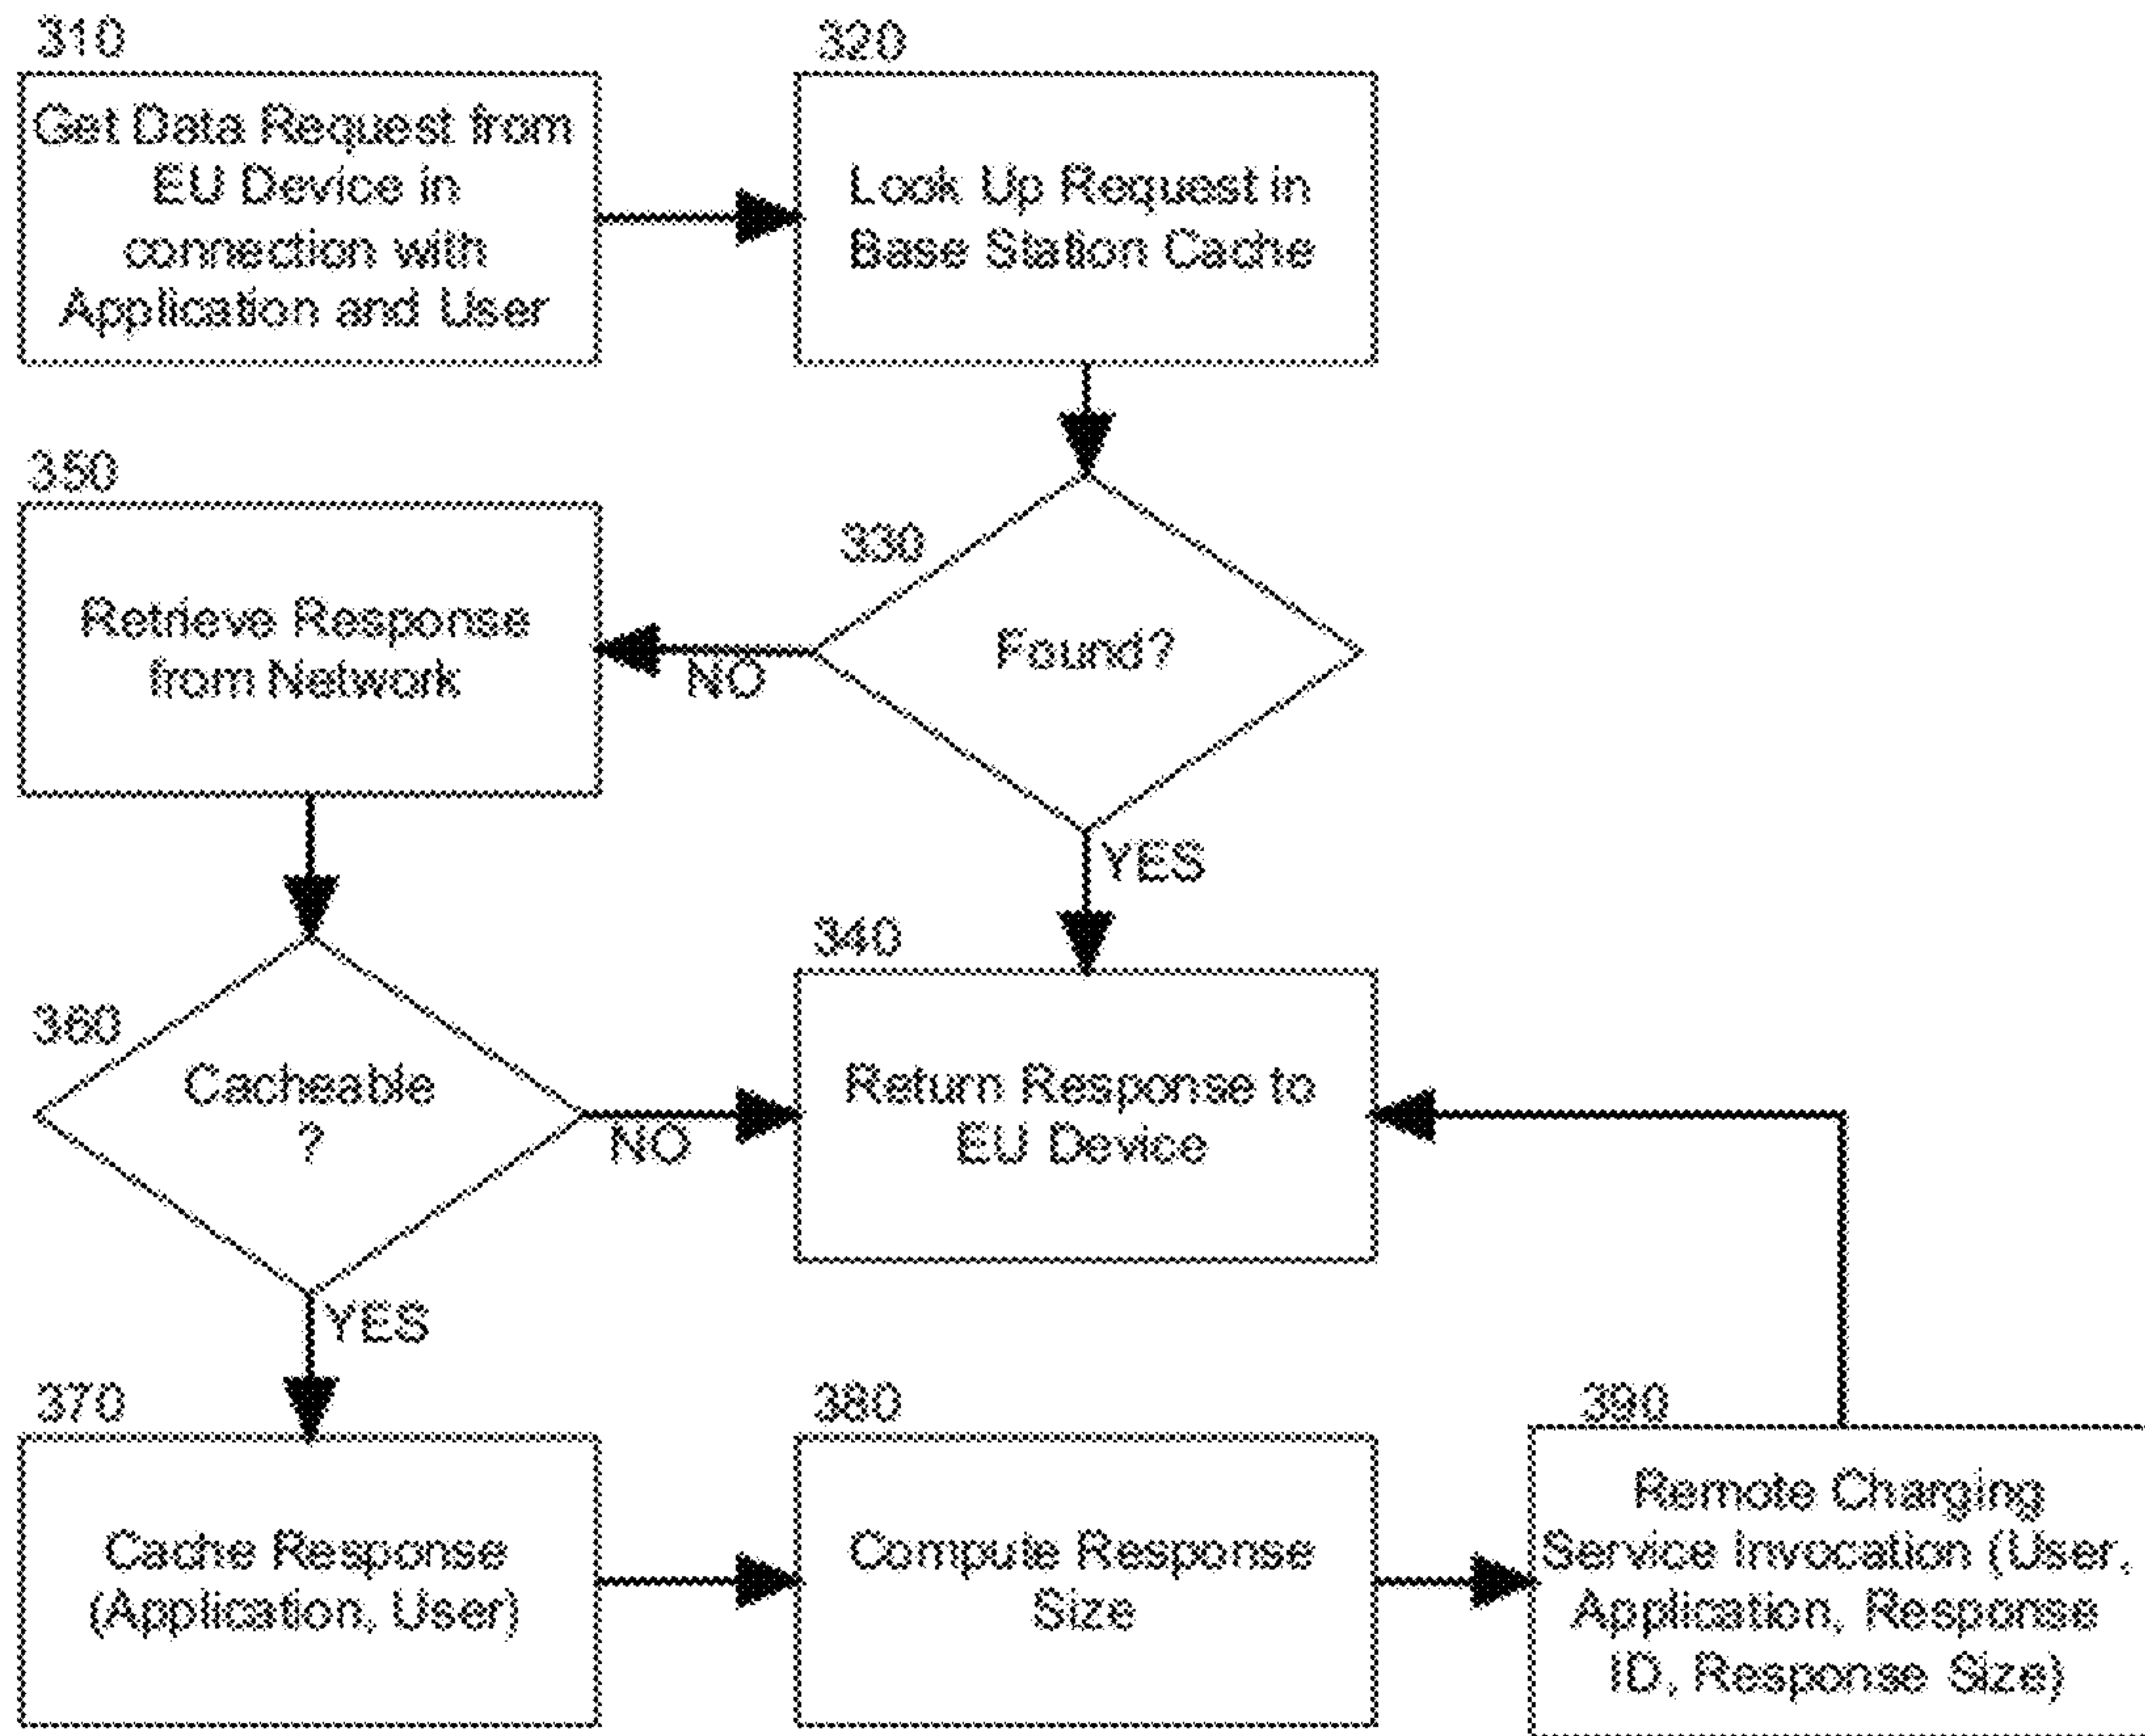 310
Get Data Request from
EU Device in
connection with
Application and User
320
Look Up Request in
Base Station Cache
330
Found?
NO
YES
350
Retrieve Response
from Network
340
Return Response to
EU Device
360
Cacheable
?
NO
YES
370
Cache Response
(Application, User)
380
Compute Response
Size
390
Remote Charging
Service Invocation (User,
Application, Response
ID, Response Size)